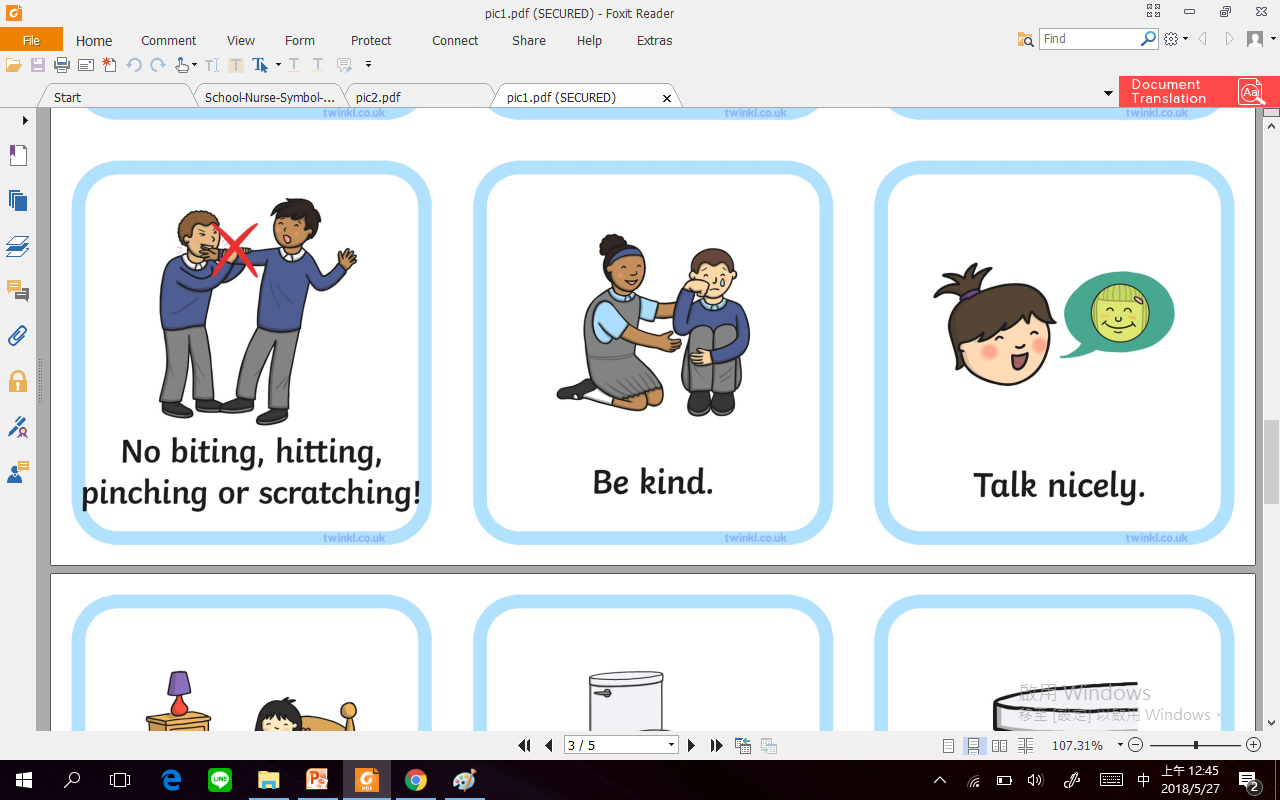 pic1.pdf (SECURED) - Foxit Reader
File Home Comment View Form Protect Connect Share Help Extras
Find
Start School-Nurse-Symbol-... pic2.pdf pic1.pdf (SECURED)
Document
Translation
Aa
twinkl.co.uk twinkl.co.uk twinkl.co.uk
No biting, hitting,
pinching or scratching!
twinkl.co.uk
Be kind.
twinkl.co.uk
Talk nicely.
twinkl.co.uk
啟用 Windows
移至 [設定] 以啟用 Windows。
3 / 5
107.31%
LINE
中
上午 12:45
2018/5/27
2